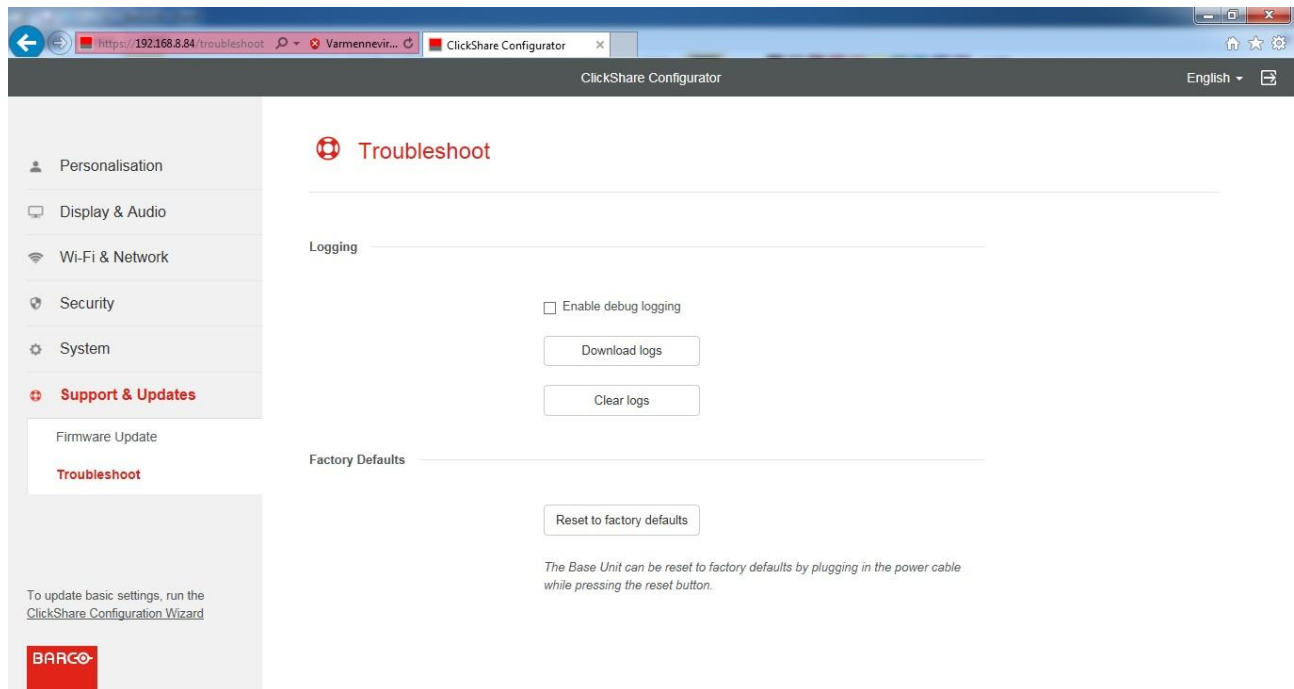 https://192.168.8.84/troubleshoot
Varmennevir...
ClickShare Configurator
ClickShare Configurator
English
Troubleshoot
Personalisation
Display & Audio
Wi-Fi & Network
Security
System
Support & Updates
Firmware Update
Troubleshoot
To update basic settings, run the
ClickShare Configuration Wizard
BARCO
Logging
Enable debug logging
Download logs
Clear logs
Factory Defaults
Reset to factory defaults
The Base Unit can be reset to factory defaults by plugging in the power cable
while pressing the reset button.